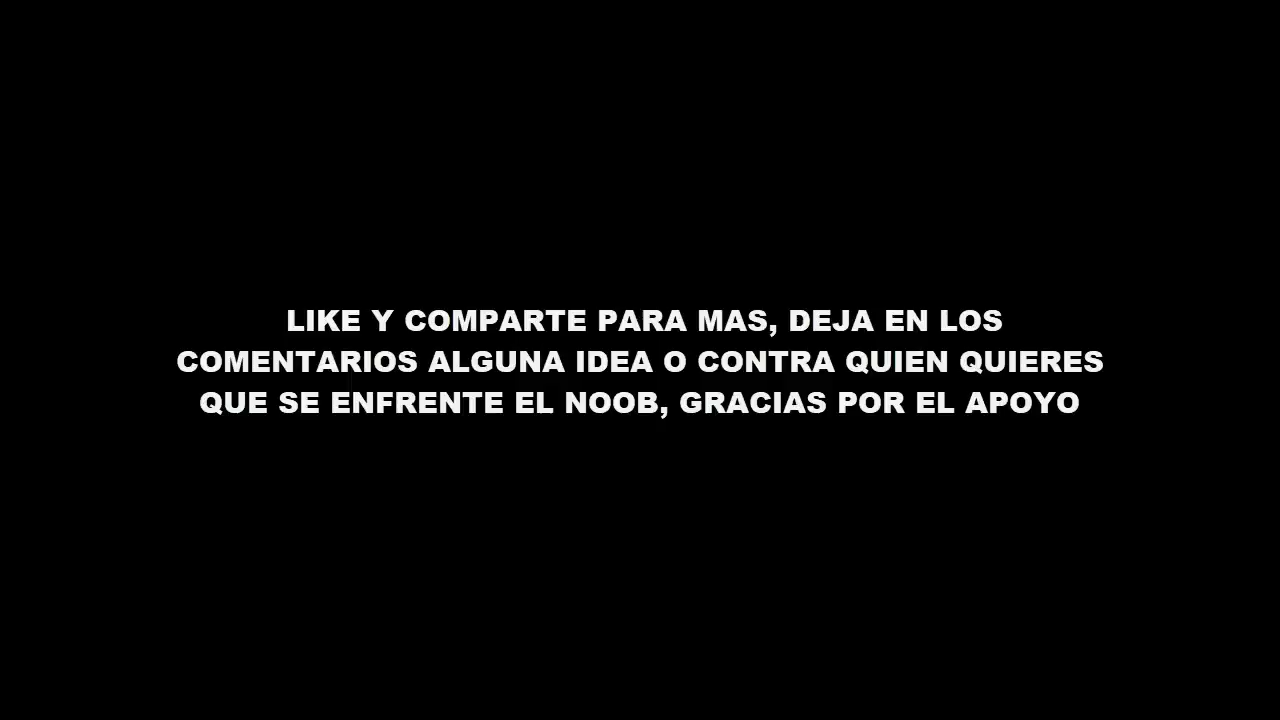 LIKE Y COMPARTE PARA MAS, DEJA EN LOS
COMENTARIOS ALGUNA IDEA O CONTRA QUIEN QUIERES
QUE SE ENFRENTE EL NOOB, GRACIAS POR EL APOYO